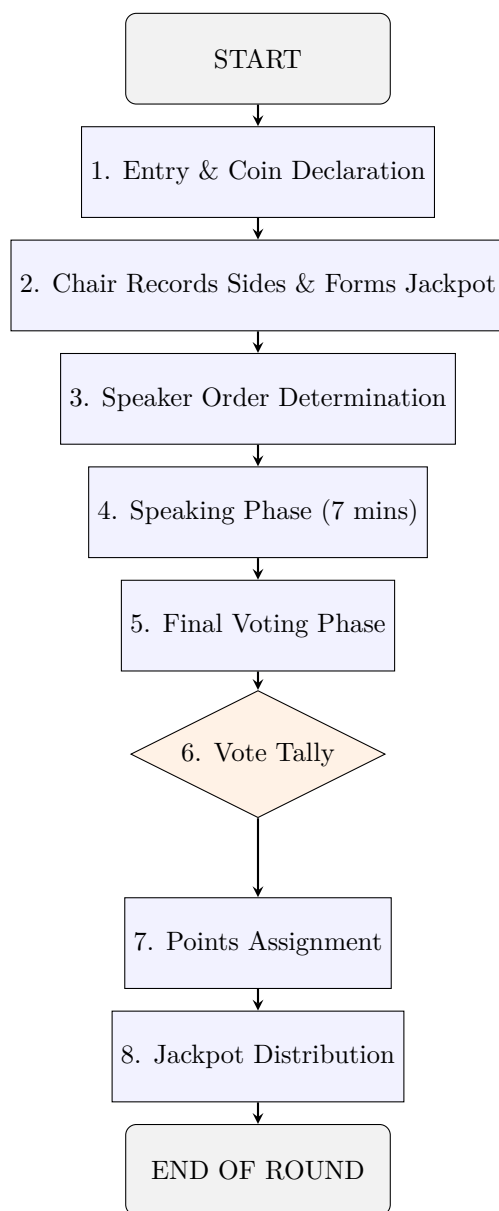 START
1. Entry & Coin Declaration
2. Chair Records Sides & Forms Jackpot
3. Speaker Order Determination
4. Speaking Phase (7 mins)
5. Final Voting Phase
6. Vote Tally
7. Points Assignment
8. Jackpot Distribution
END OF ROUND